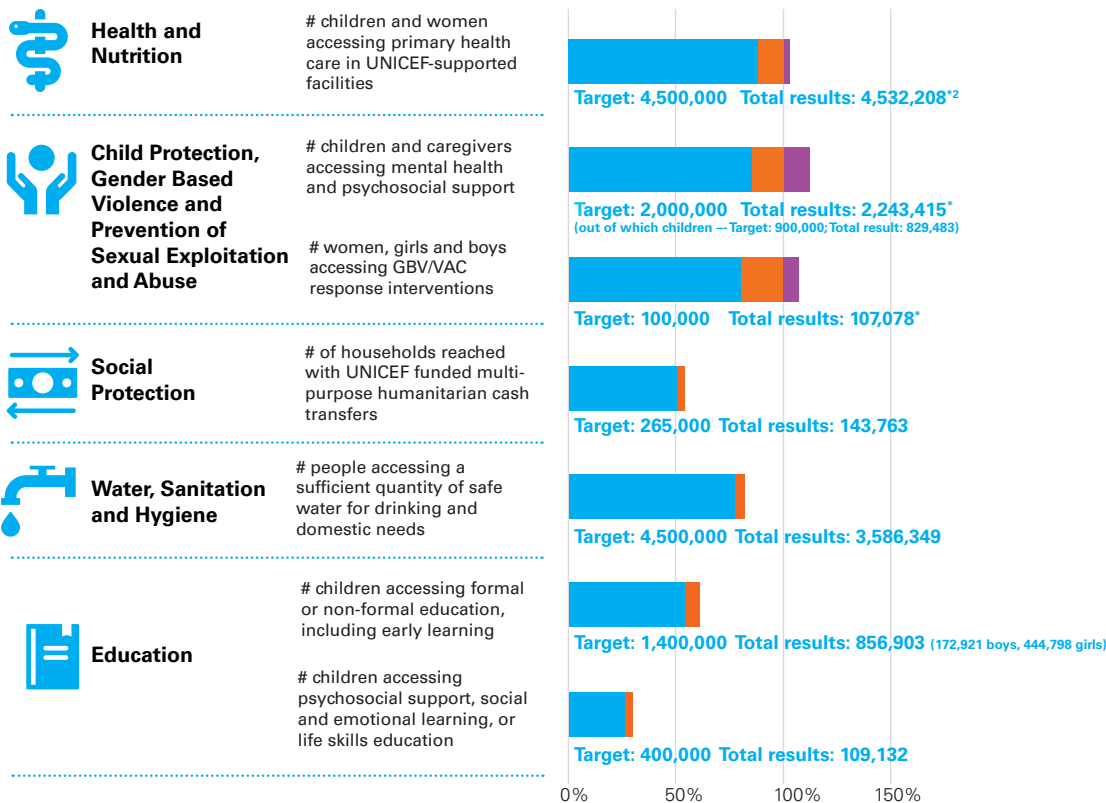 Health and
Nutrition
# children and women
accessing primary health
care in UNICEF-supported
facilities
Target: 4,500,000 Total results: 4,532,208*2
Child Protection,
Gender Based
Violence and
Prevention of
Sexual Exploitation
and Abuse
# children and caregivers
accessing mental health
and psychosocial support
Target: 2,000,000 Total results: 2,243,415*
(out of which children –- Target: 900,000; Total result: 829,483)
# women, girls and boys
accessing GBV/VAC
response interventions
Target: 100,000 Total results: 107,078*
Social
Protection
# of households reached
with UNICEF funded multi-
purpose humanitarian cash
transfers
Target: 265,000 Total results: 143,763
Water, Sanitation
and Hygiene
# people accessing a
sufficient quantity of safe
water for drinking and
domestic needs
Target: 4,500,000 Total results: 3,586,349
Education
# children accessing formal
or non-formal education,
including early learning
Target: 1,400,000 Total results: 856,903 (172,921 boys, 444,798 girls)
# children accessing
psychosocial support, social
and emotional learning, or
life skills education
Target: 400,000 Total results: 109,132
0% 50% 100% 150%